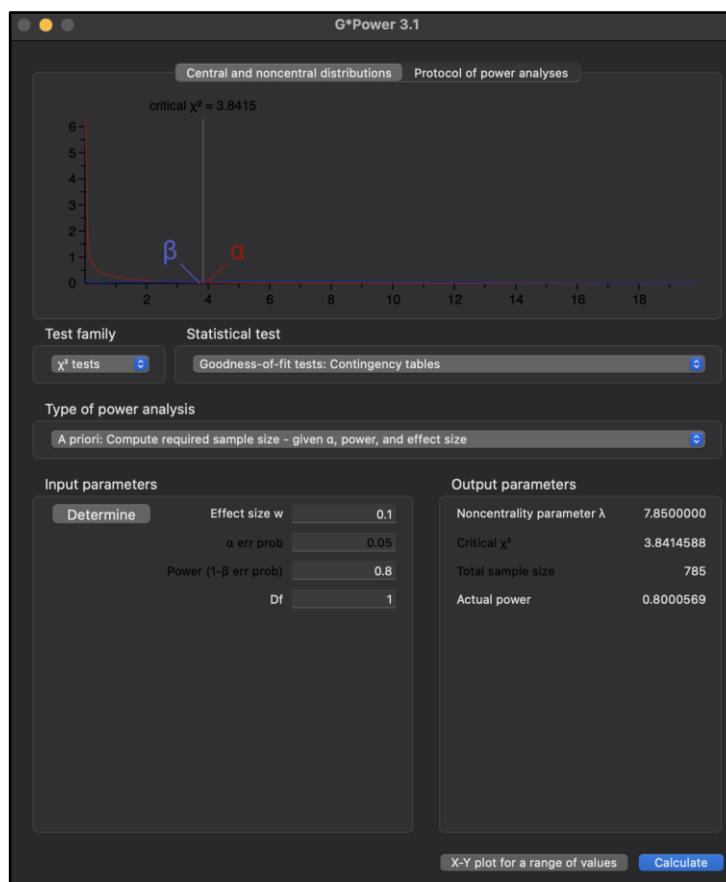 G*Power 3.1
Central and noncentral distributions Protocol of power analyses
critical χ² = 3.8415
6
5
4
3
2
1
0
β α
2 4 6 8 10 12 14 16 18
Test family Statistical test
χ² tests Goodness-of-fit tests: Contingency tables
Type of power analysis
A priori: Compute required sample size - given α, power, and effect size
Input parameters Output parameters
Determine Effect size w 0.1 Noncentrality parameter λ 7.8500000
α err prob 0.05 Critical χ² 3.8414588
Power (1-β err prob) 0.8 Total sample size 785
Df 1 Actual power 0.8000569
X-Y plot for a range of values Calculate